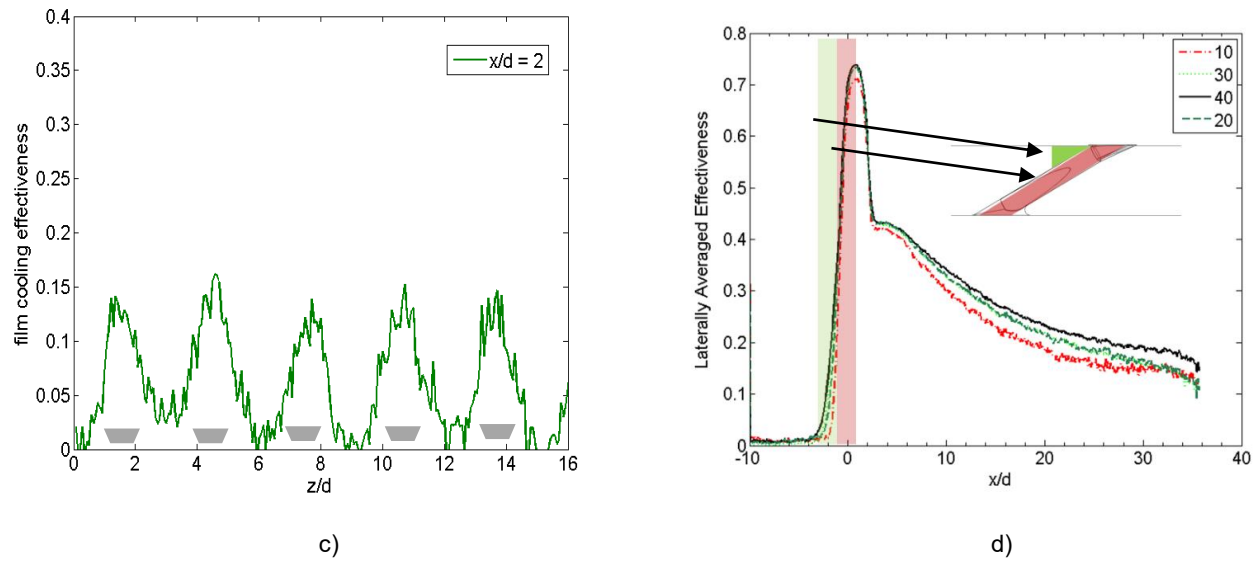 0.4
0.35
0.3
0.25
0.2
0.15
0.1
0.05
0
film cooling effectiveness
x/d = 2
0 2 4 6 8 10 12 14 16
z/d
c)
0.8
0.7
0.6
0.5
0.4
0.3
0.2
0.1
0
Laterally Averaged Effectiveness
10
30
40
20
-10 0 10 20 30 40
x/d
d)